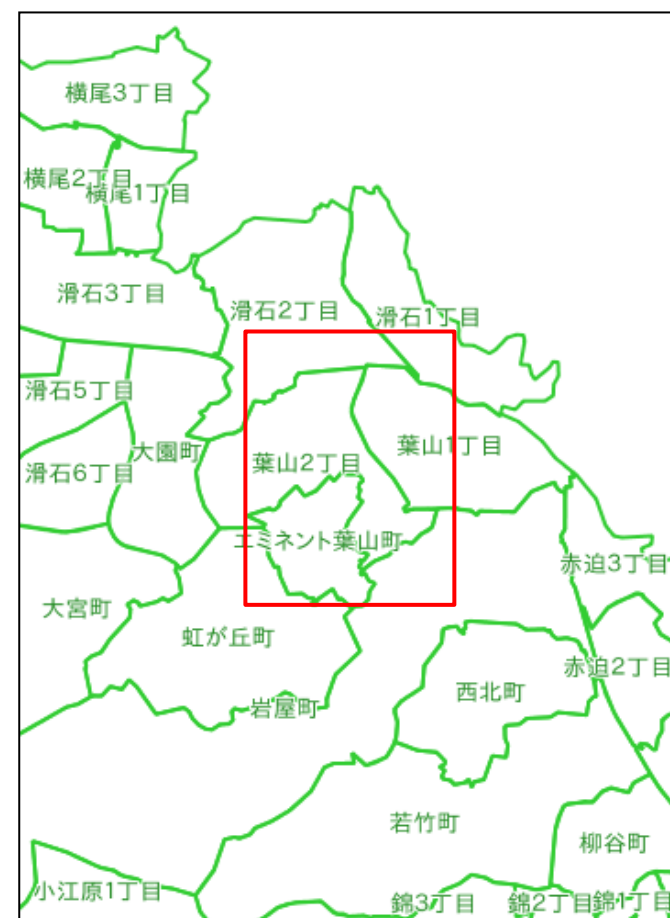 横尾3丁目
横尾2丁目
横尾1丁目
滑石3丁目
滑石2丁目
滑石1丁目
滑石5丁目
大園町
葉山1丁目
葉山2丁目
滑石6丁目
エミネント葉山町
赤迫3丁目
大宮町
虹が丘町
赤迫2丁目
西北町
岩屋町
若竹町
柳谷町
小江原1丁目
錦3丁目
錦2丁目
錦1丁目